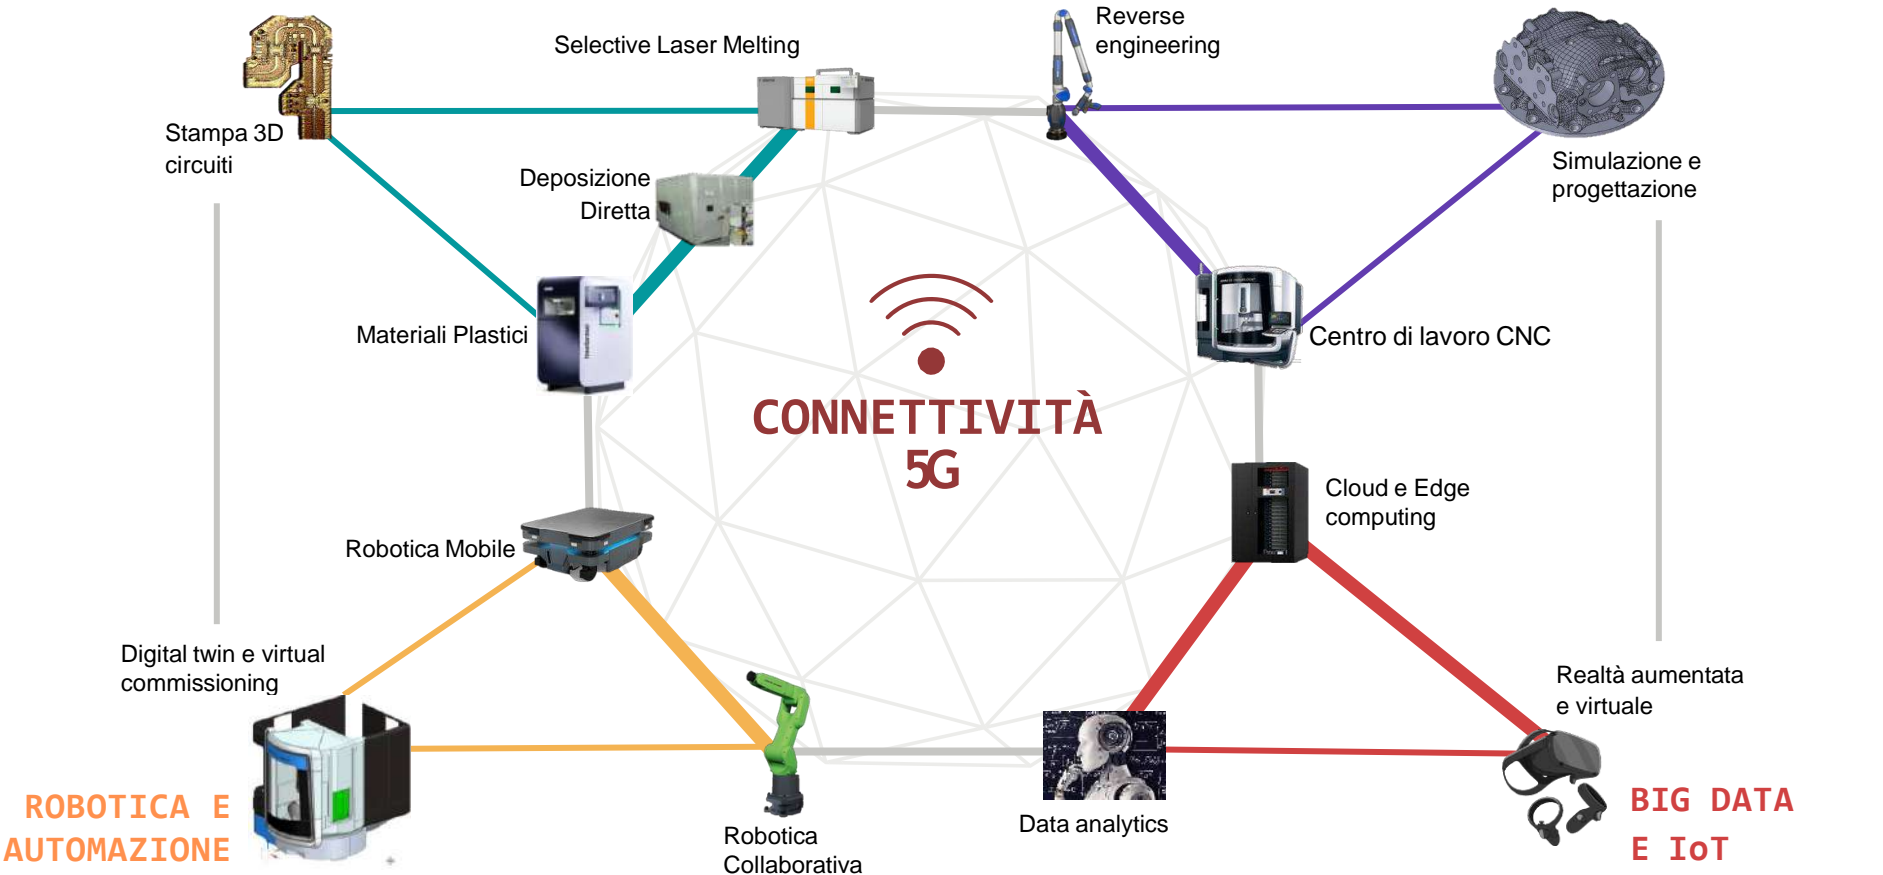 Selective Laser Melting
Reverse
engineering
Stampa 3D
circuiti
Deposizione
Diretta
Simulazione e
progettazione
Materiali Plastici
Centro di lavoro CNC
CONNETTIVITÀ
5G
Cloud e Edge
computing
Robotica Mobile
Digital twin e virtual
commissioning
Realtà aumentata
e virtuale
ROBOTICA E
AUTOMAZIONE
Robotica
Collaborativa
Data analytics
BIG DATA
E IoT